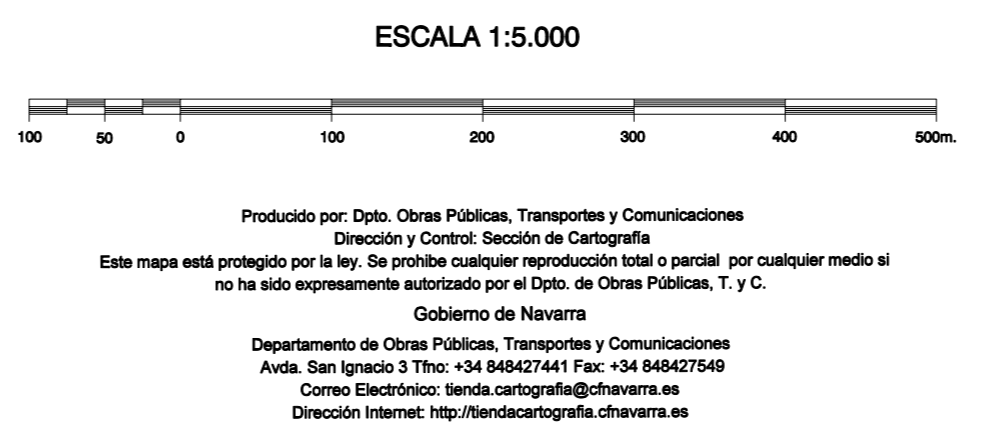 ESCALA 1:5.000
100 50 0 100 200 300 400 500m.
Producido por: Dpto. Obras Públicas, Transportes y Comunicaciones
Dirección y Control: Sección de Cartografía
Este mapa está protegido por la ley. Se prohibe cualquier reproducción total o parcial por cualquier medio si
no ha sido expresamente autorizado por el Dpto. de Obras Públicas, T. y C.
Gobierno de Navarra
Departamento de Obras Públicas, Transportes y Comunicaciones
Avda. San Ignacio 3 Tfno: +34 848427441 Fax: +34 848427549
Correo Electrónico: tienda.cartografia@cfnavarra.es
Dirección Internet: http://tiendacartografia.cfnavarra.es